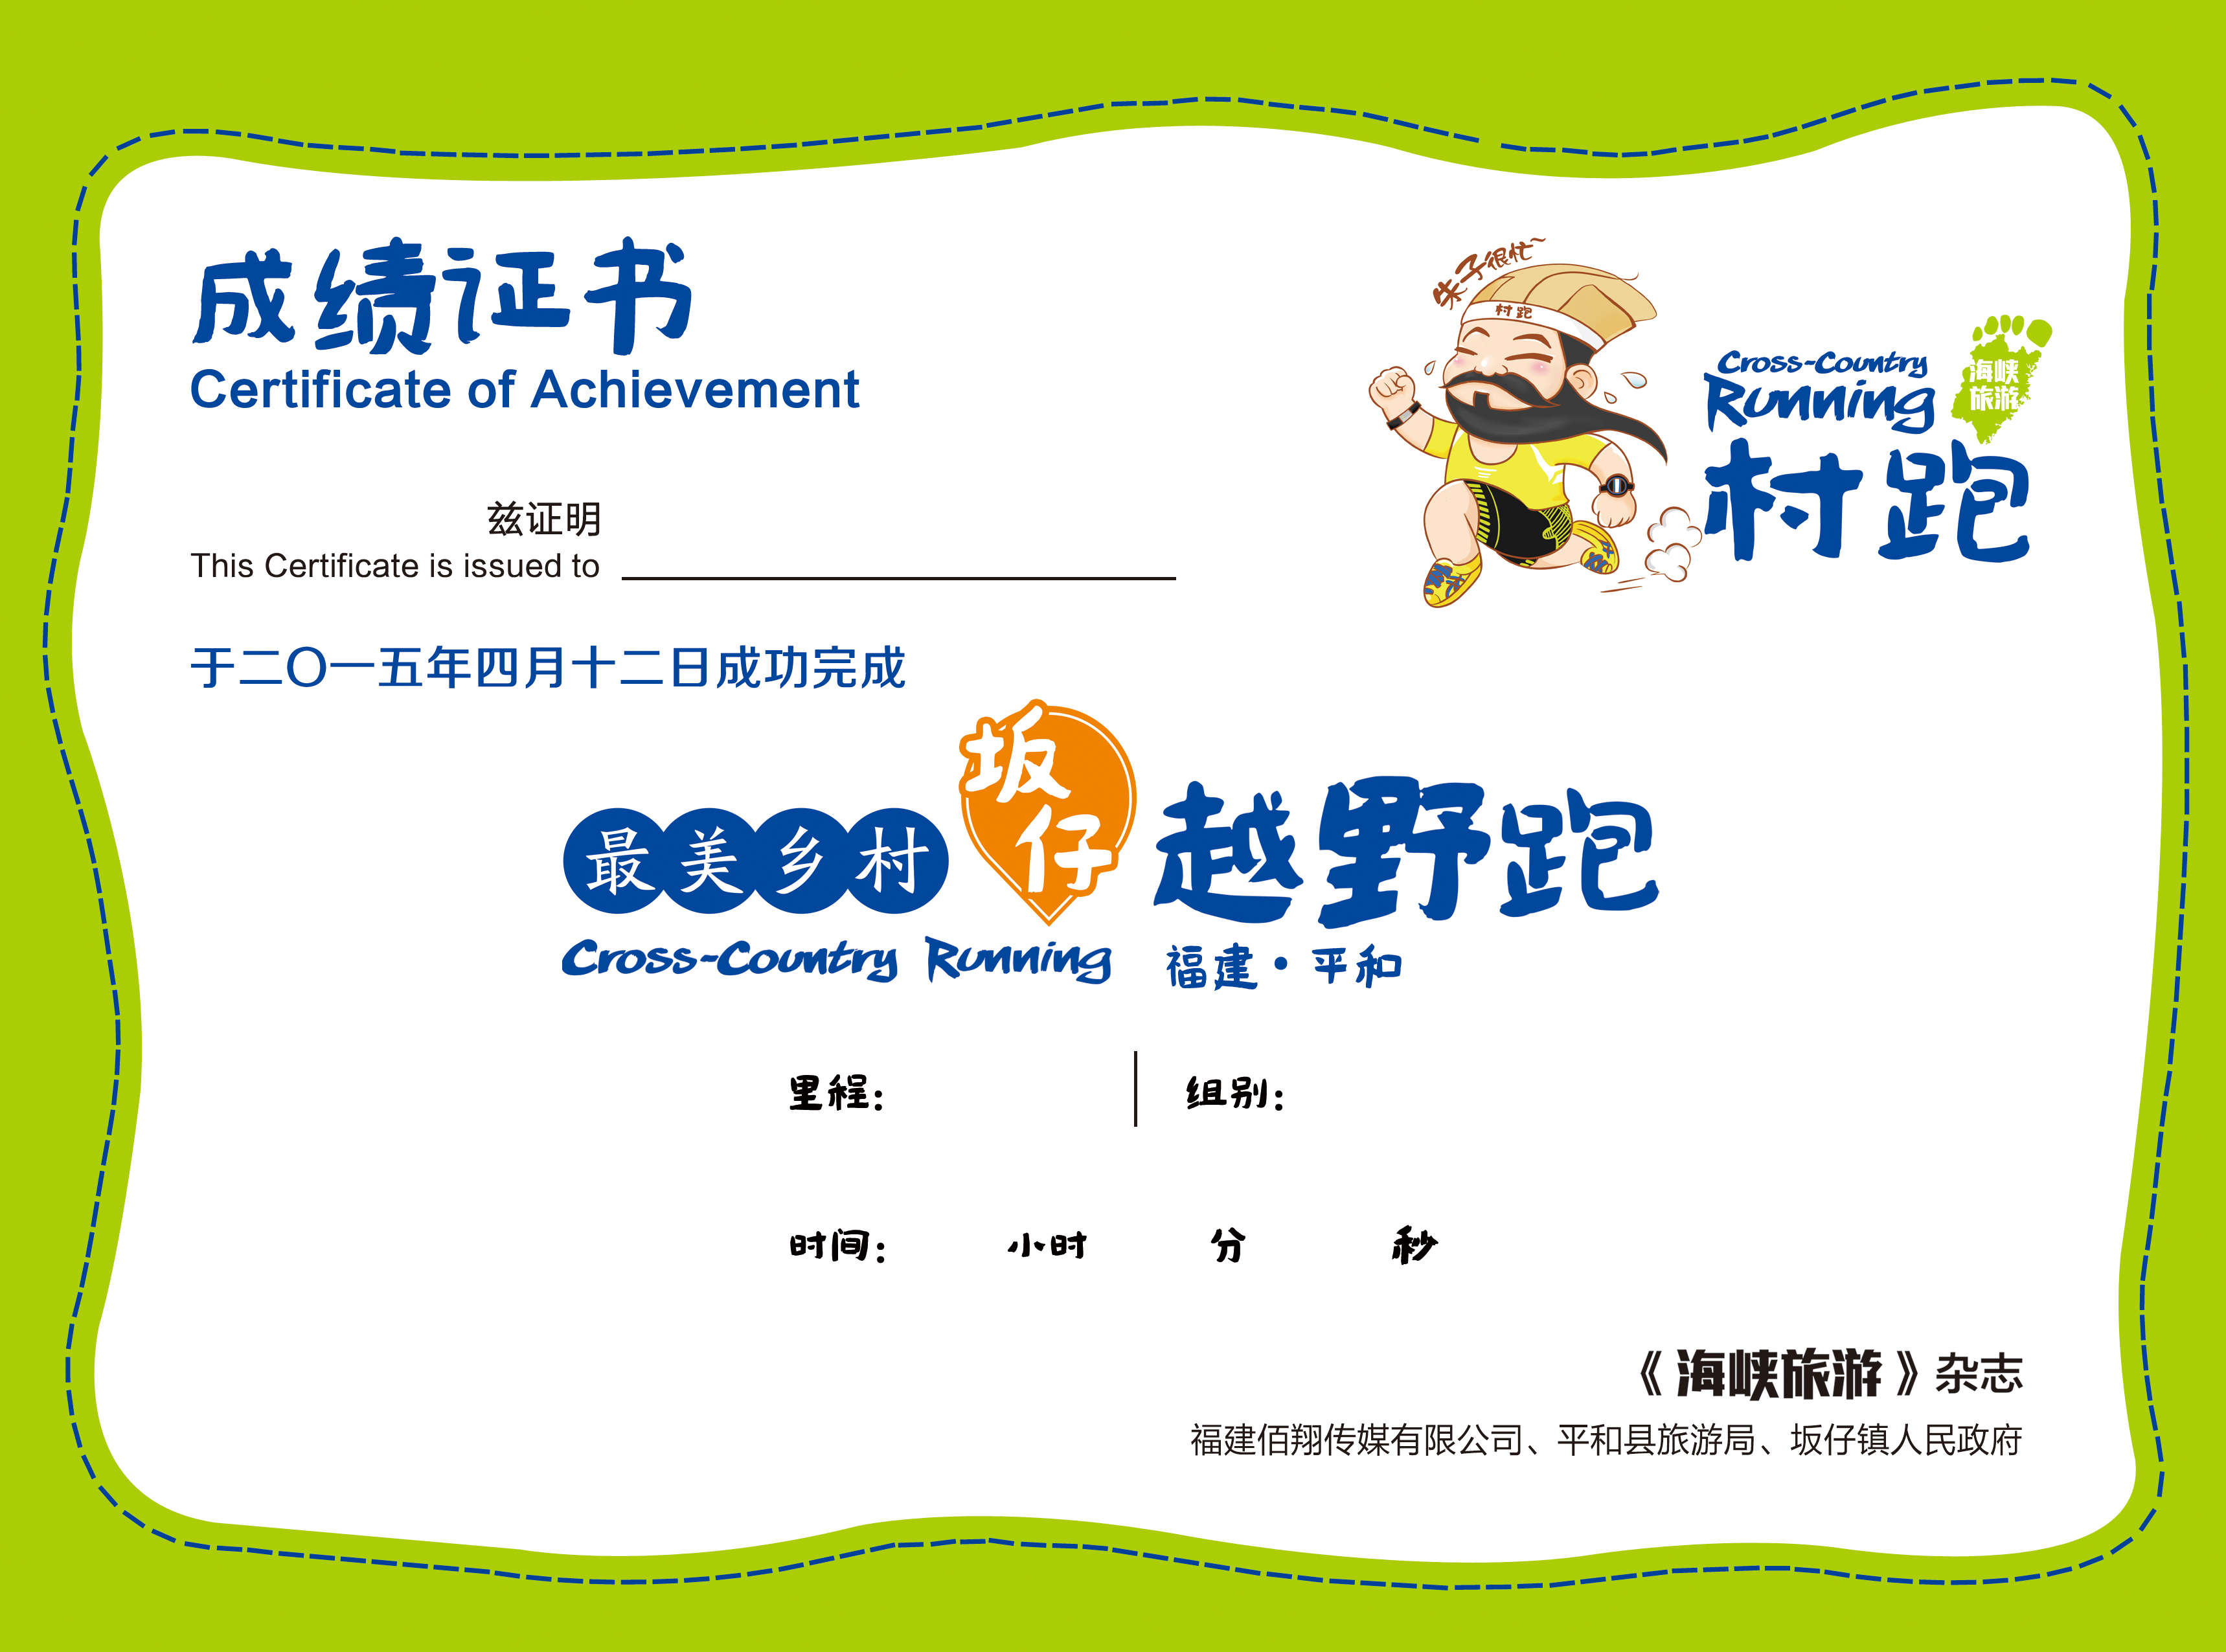 成绩证书
Certificate of Achievement
朱子很忙~
村跑
Cross-Country
Running
海峡
旅游
村跑
兹证明
This Certificate is issued to
于二〇一五年四月十二日成功完成
最美乡村 坂仔 越野跑
Cross-Country Running 福建·平和
里程： 组别：
时间： 小时 分 秒
《海峡旅游》杂志
福建佰翔传媒有限公司、平和县旅游局、坂仔镇人民政府